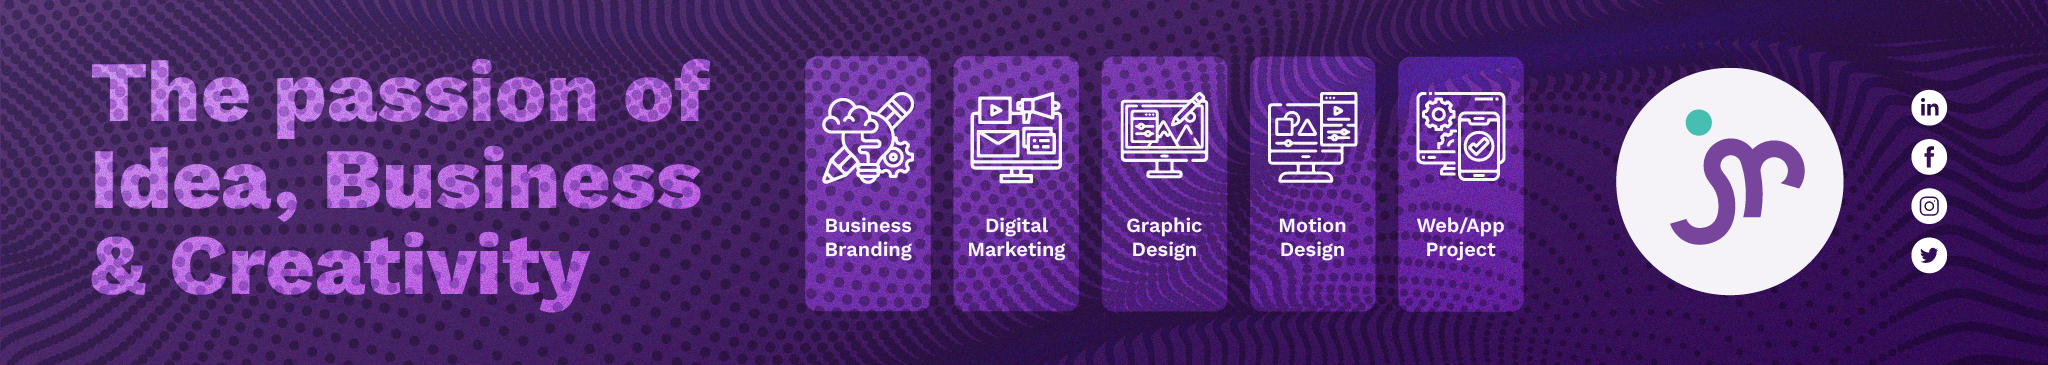 The passion of
Idea, Business
& Creativity
Business
Branding
Digital
Marketing
Graphic
Design
Motion
Design
Web/App
Project
in
f